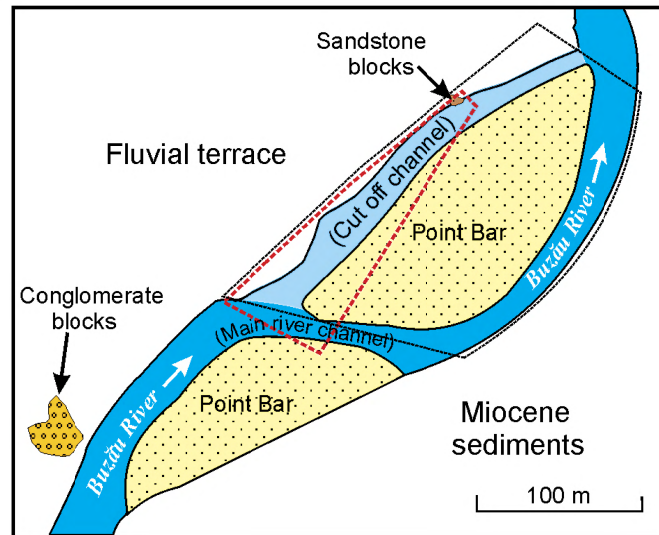 Sandstone
blocks
Fluvial terrace
(Cut off channel)
Point Bar
Buzău River
Conglomerate
blocks
(Main river channel)
Point Bar
Buzău River
Miocene
sediments
100 m